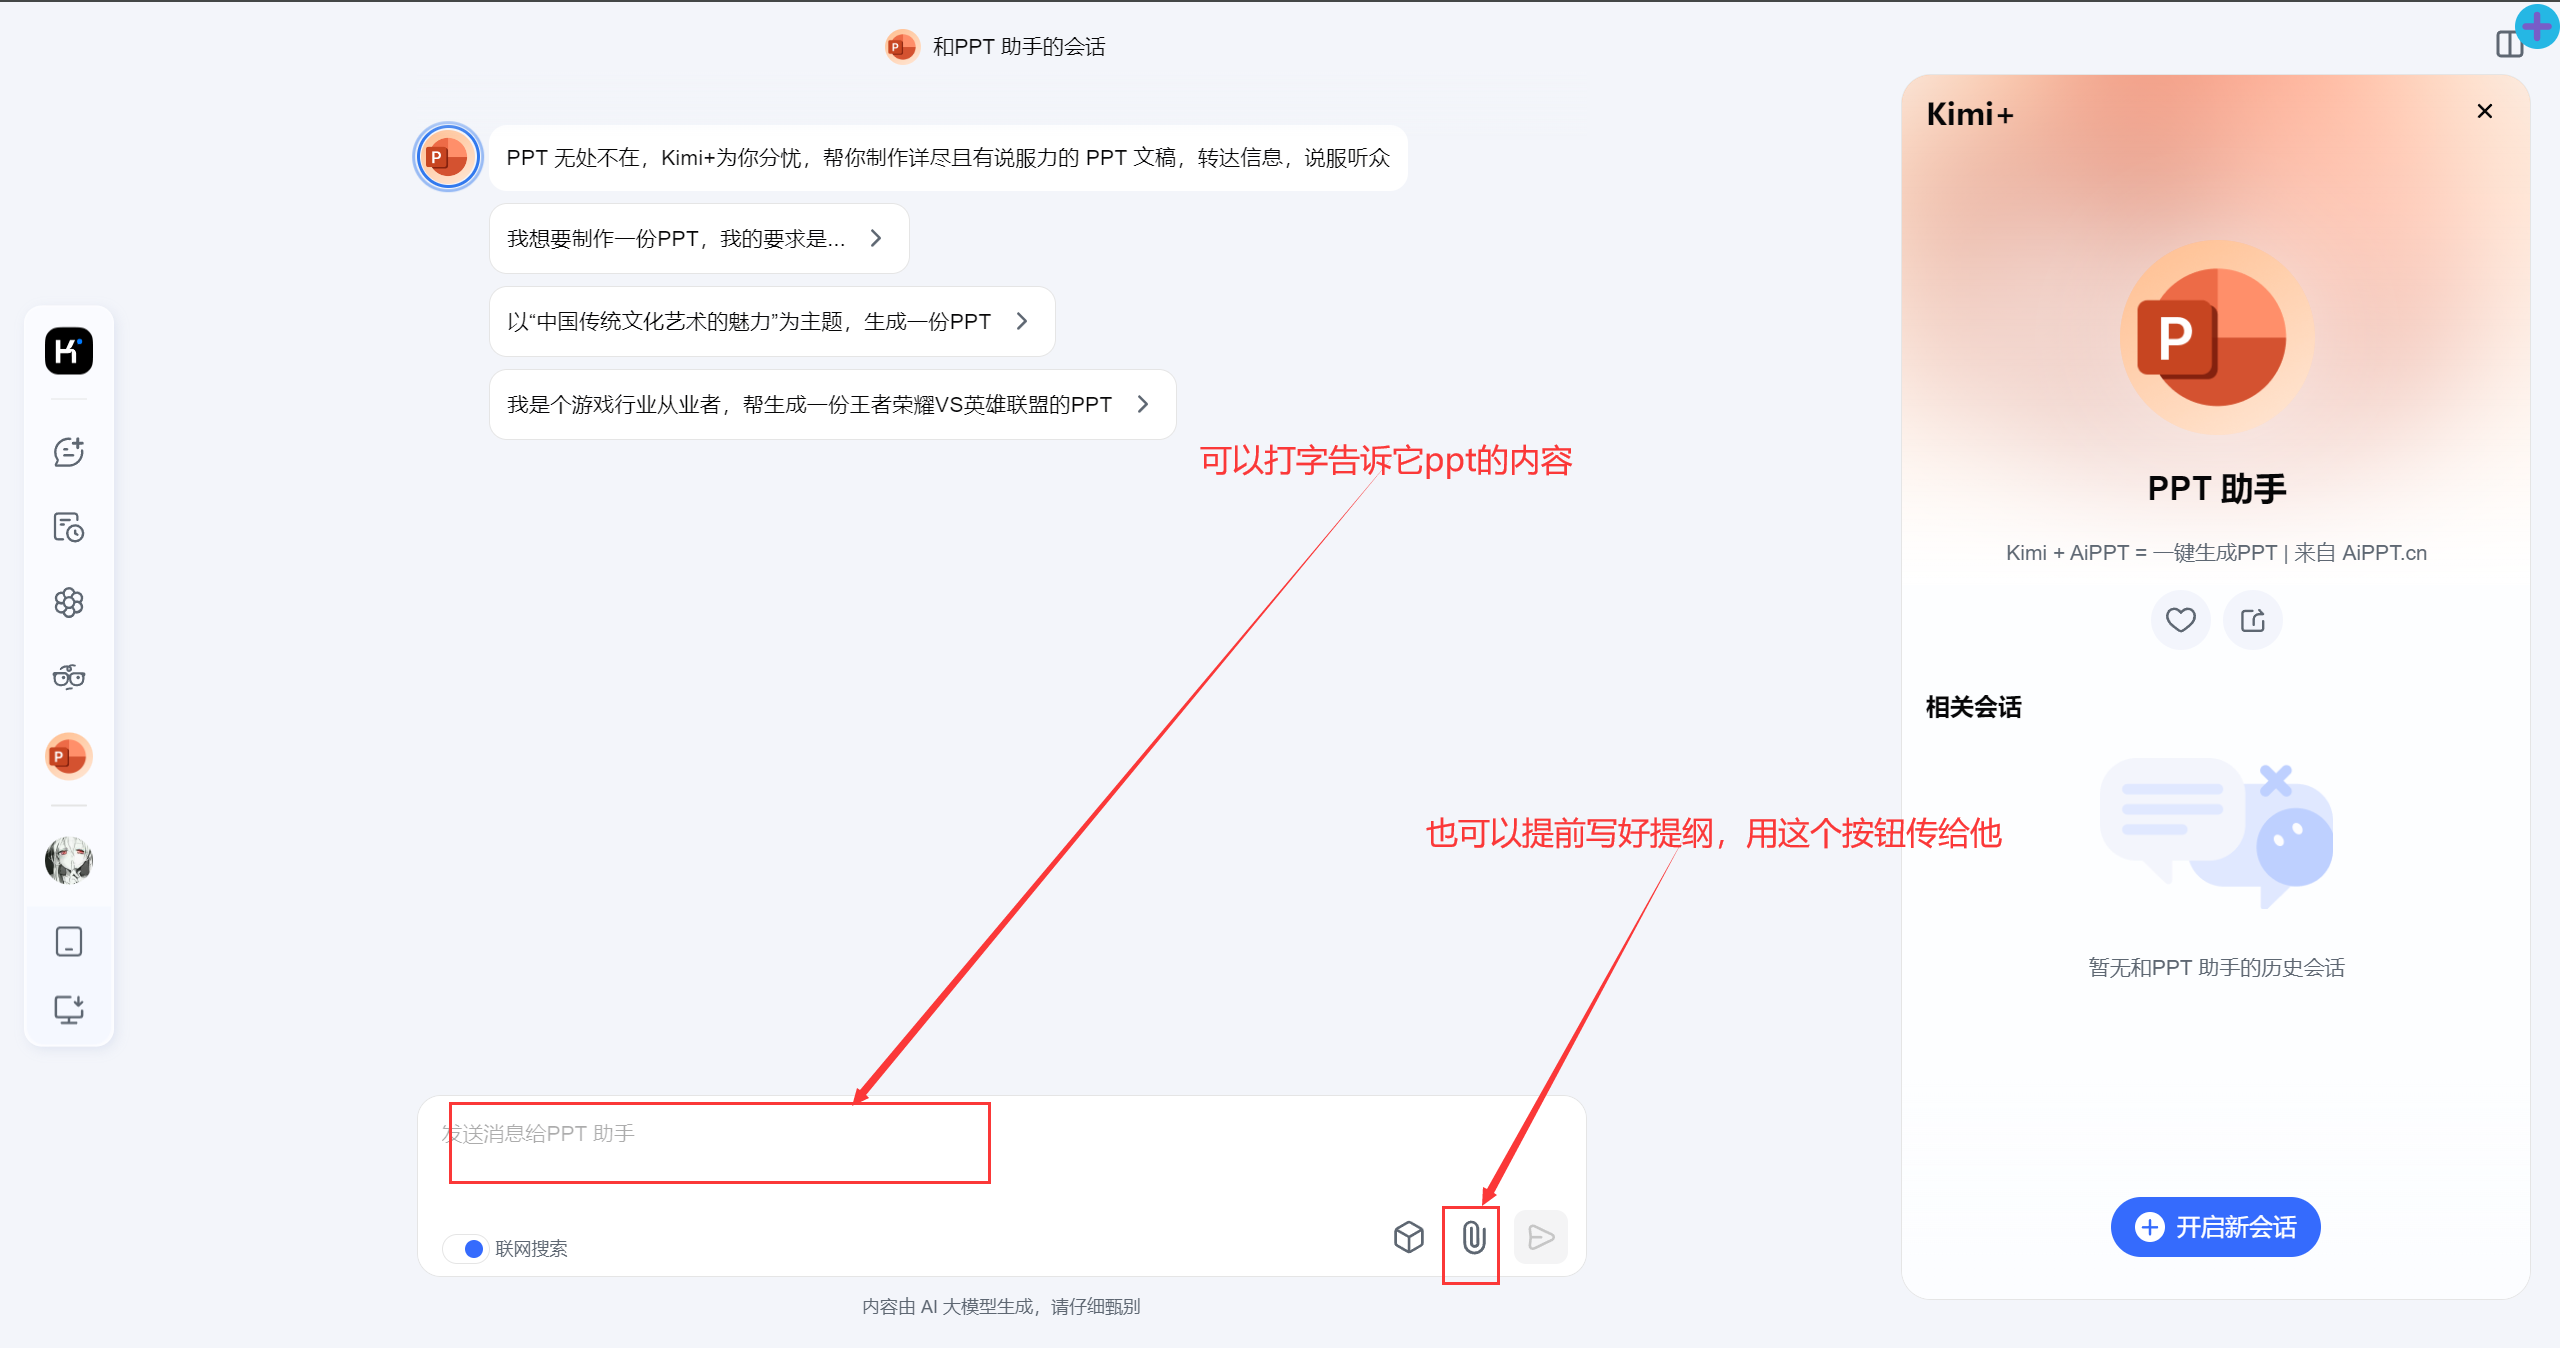 和PPT 助手的会话
PPT 无处不在，Kimi+为你分忧，帮你制作详尽且有说服力的 PPT 文稿，转达信息，说服听众
我想要制作一份PPT，我的要求是...
以“中国传统文化艺术的魅力”为主题，生成一份PPT
我是个游戏行业从业者，帮生成一份王者荣耀VS英雄联盟的PPT
可以打字告诉它ppt的内容
也可以提前写好提纲，用这个按钮传给他
发送消息给PPT 助手
联网搜索
内容由 AI 大模型生成，请仔细甄别
Kimi+
P
PPT 助手
Kimi + AiPPT = 一键生成PPT | 来自 AiPPT.cn
相关会话
暂无和PPT 助手的历史会话
开启新会话